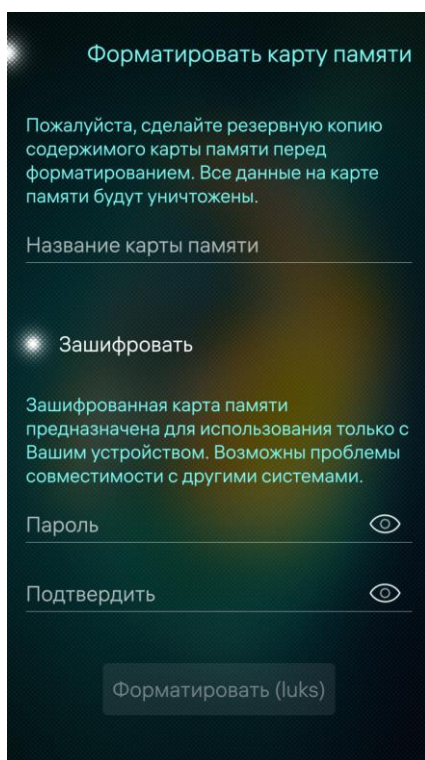 Форматировать карту памяти
Пожалуйста, сделайте резервную копию
содержимого карты памяти перед
форматированием. Все данные на карте
памяти будут уничтожены.
Название карты памяти
Зашифровать
Зашифрованная карта памяти
предназначена для использования только с
Вашим устройством. Возможны проблемы
совместимости с другими системами.
Пароль
Подтвердить
Форматировать (luks)